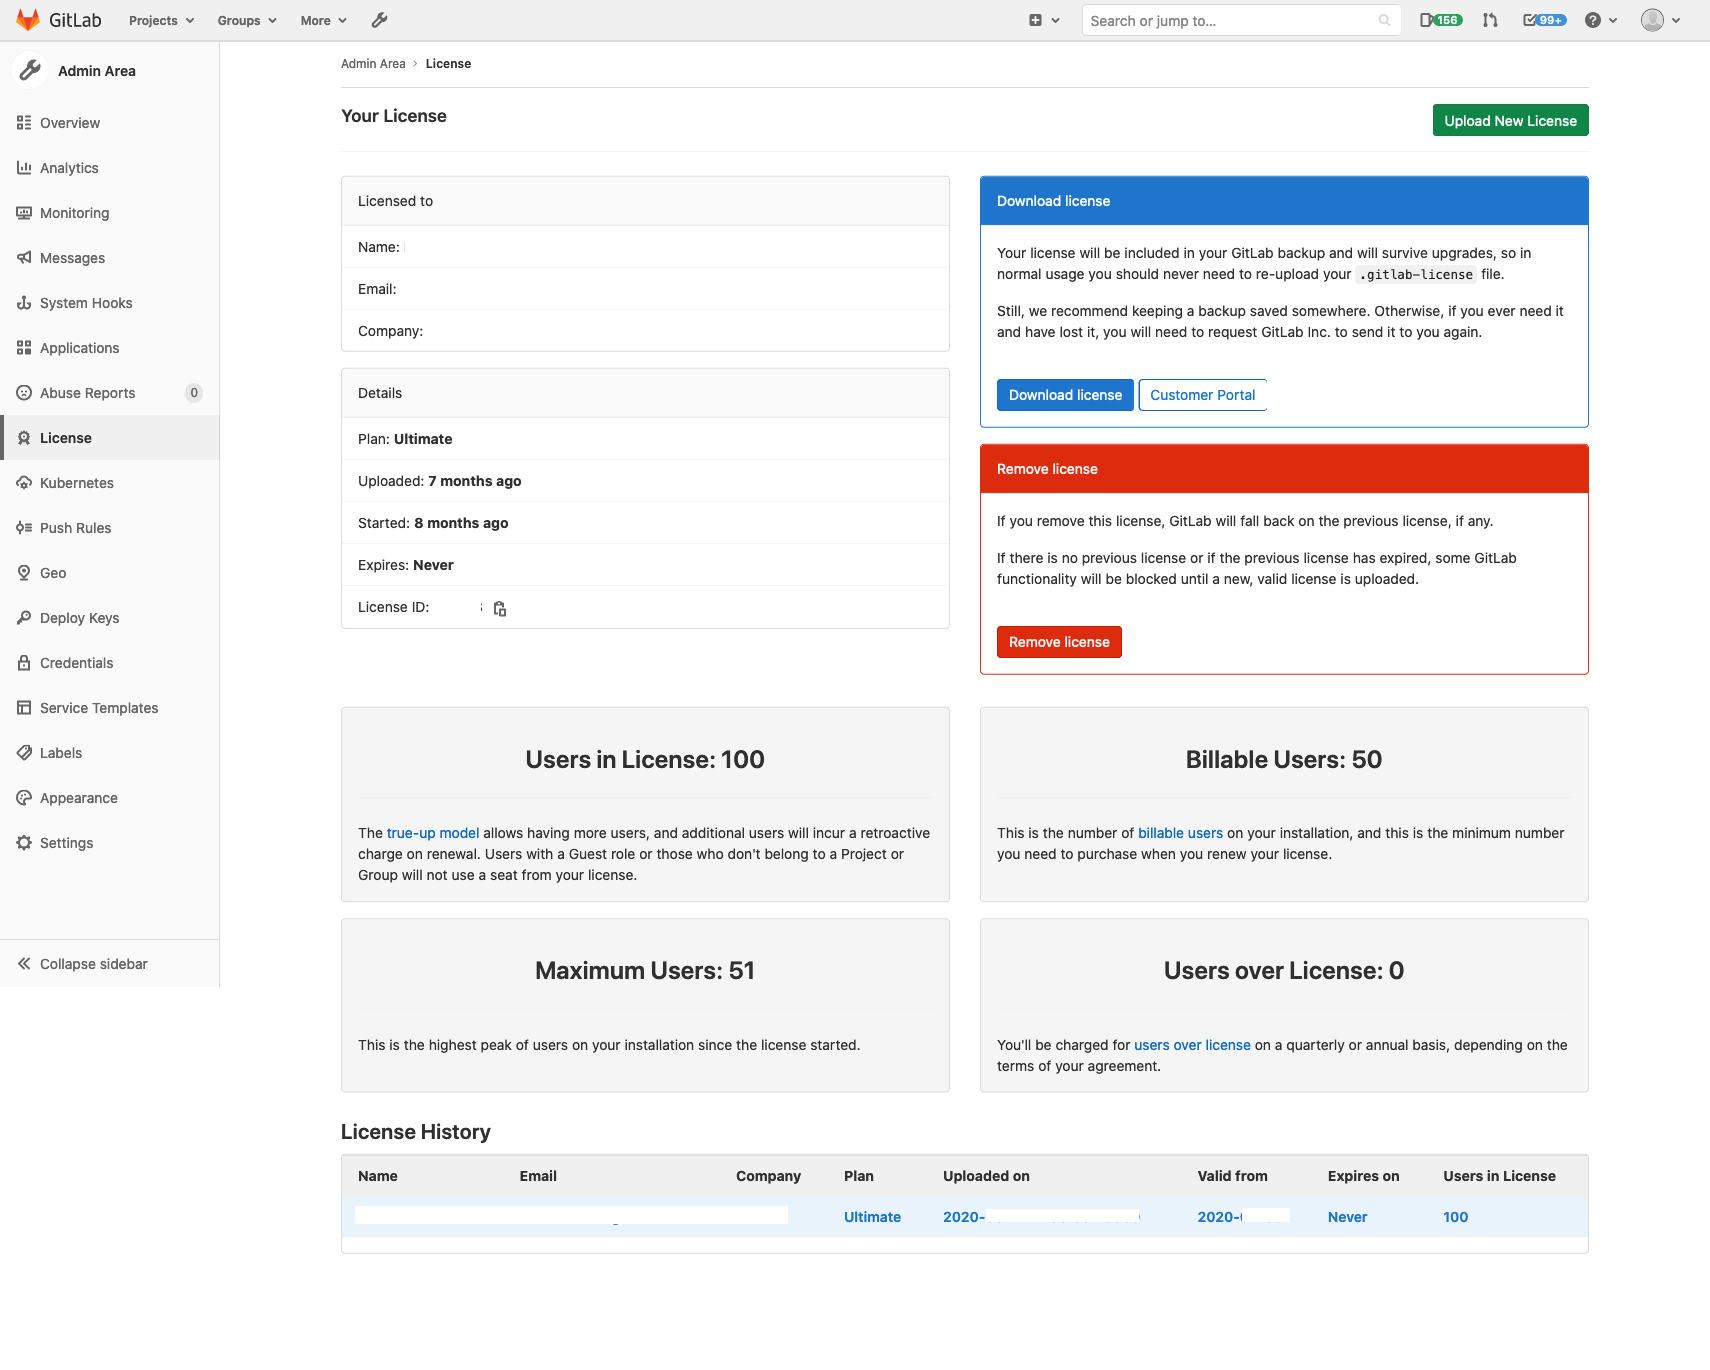 GitLab Projects Groups More Search or jump to... 156 99+
Admin Area
Overview
Analytics
Monitoring
Messages
System Hooks
Applications
Abuse Reports 0
License
Kubernetes
Push Rules
Geo
Deploy Keys
Credentials
Service Templates
Labels
Appearance
Settings
Collapse sidebar
Admin Area › License
Your License
Upload New License
Licensed to
Name:
Email:
Company:
Details
Plan: Ultimate
Uploaded: 7 months ago
Started: 8 months ago
Expires: Never
License ID:
Download license
Your license will be included in your GitLab backup and will survive upgrades, so in
normal usage you should never need to re-upload your .gitlab-license file.
Still, we recommend keeping a backup saved somewhere. Otherwise, if you ever need it
and have lost it, you will need to request GitLab Inc. to send it to you again.
Download license Customer Portal
Remove license
If you remove this license, GitLab will fall back on the previous license, if any.
If there is no previous license or if the previous license has expired, some GitLab
functionality will be blocked until a new, valid license is uploaded.
Remove license
Users in License: 100
The true-up model allows having more users, and additional users will incur a retroactive
charge on renewal. Users with a Guest role or those who don't belong to a Project or
Group will not use a seat from your license.
Billable Users: 50
This is the number of billable users on your installation, and this is the minimum number
you need to purchase when you renew your license.
Maximum Users: 51
This is the highest peak of users on your installation since the license started.
Users over License: 0
You'll be charged for users over license on a quarterly or annual basis, depending on the
terms of your agreement.
License History
Name Email Company Plan Uploaded on Valid from Expires on Users in License
Ultimate 2020- 2020- Never 100